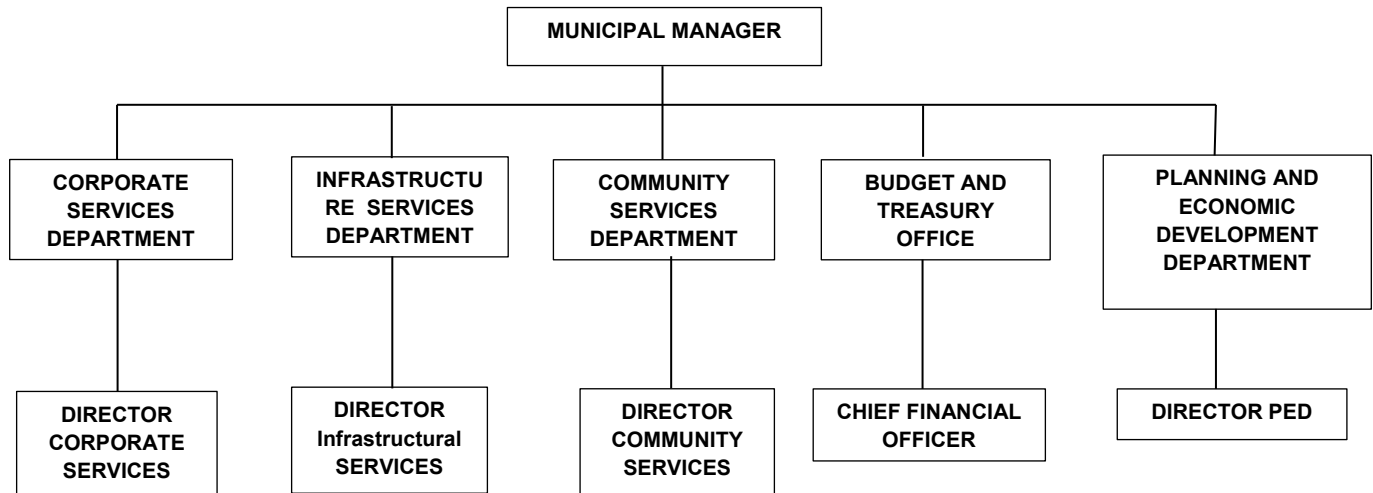 MUNICIPAL MANAGER
CORPORATE
SERVICES
DEPARTMENT
INFRASTRUCTU
RE SERVICES
DEPARTMENT
COMMUNITY
SERVICES
DEPARTMENT
BUDGET AND
TREASURY
OFFICE
PLANNING AND
ECONOMIC
DEVELOPMENT
DEPARTMENT
DIRECTOR
CORPORATE
SERVICES
DIRECTOR
Infrastructural
SERVICES
DIRECTOR
COMMUNITY
SERVICES
CHIEF FINANCIAL
OFFICER
DIRECTOR PED